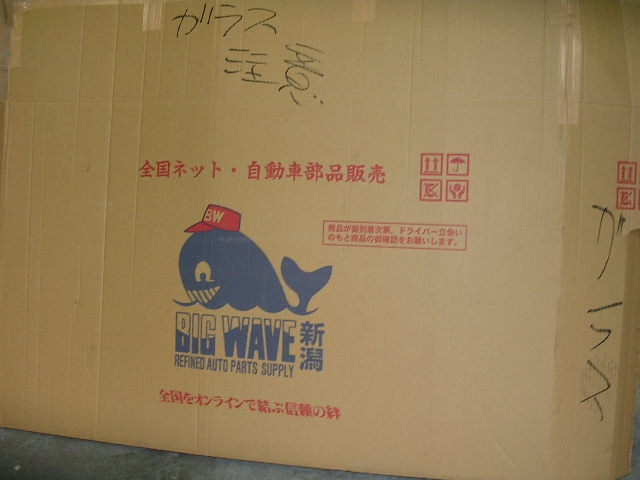 ガラス
注意
全国ネット・自動車部品販売
BW
商品が御到着次第、ドライバー立会い
のもと商品の御確認をお願いします。
BIG WAVE 新潟
REFINED AUTO PARTS SUPPLY
全国をオンラインで結ぶ信頼の絆
ガラス